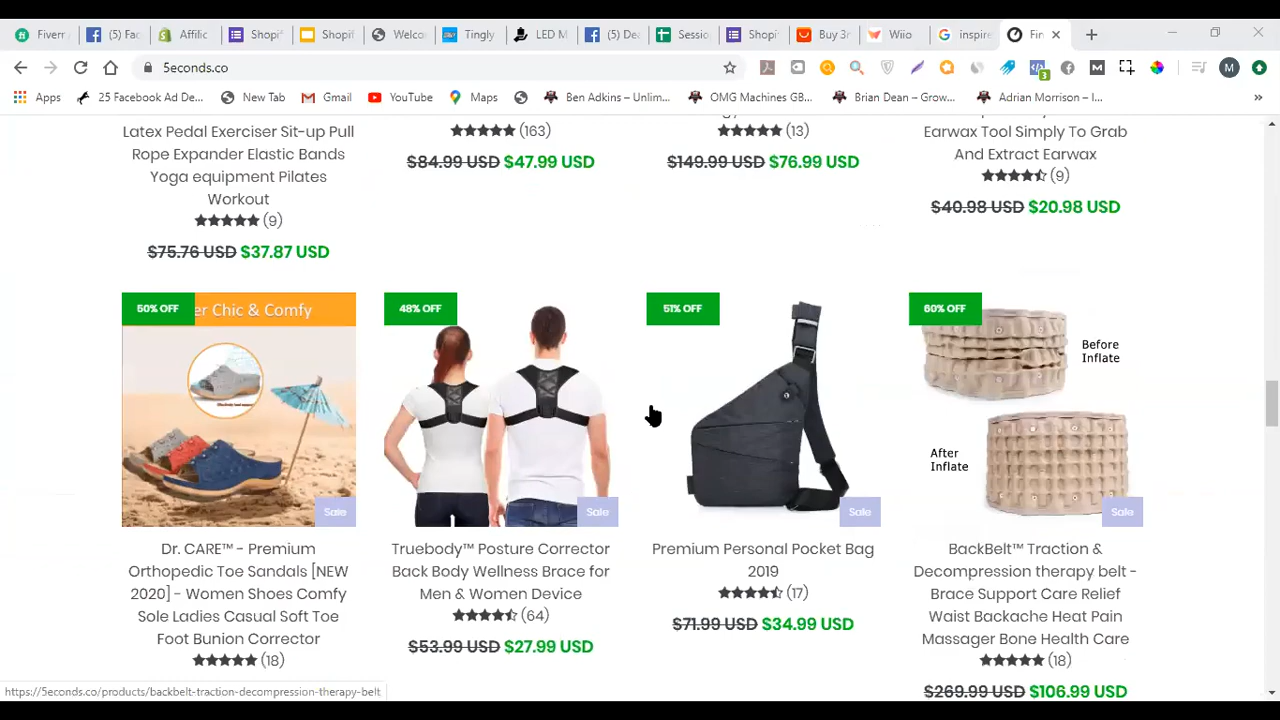 Fiverr
(5) Fac
Affilic
Shopi
Shopif
Welco
Tingly
LED M
(5) Dec
Sessio
Shopi
Buy 3r
Wiio
inspire
Fin
5econds.co
3
M
Apps
25 Facebook Ad De...
New Tab
Gmail
YouTube
Maps
Ben Adkins – Unlim...
OMG Machines GB...
Brian Dean – Grow...
Adrian Morrison – I...
Latex Pedal Exerciser Sit-up Pull
Rope Expander Elastic Bands
Yoga equipment Pilates
Workout
(9)
$75.76 USD $37.87 USD
(163)
$84.99 USD $47.99 USD
(13)
$149.99 USD $76.99 USD
Earwax Tool Simply To Grab
And Extract Earwax
(9)
$40.98 USD $20.98 USD
50% OFF
er Chic & Comfy
Sale
Dr. CARE™ - Premium
Orthopedic Toe Sandals [NEW
2020] - Women Shoes Comfy
Sole Ladies Casual Soft Toe
Foot Bunion Corrector
(18)
48% OFF
Sale
Truebody™ Posture Corrector
Back Body Wellness Brace for
Men & Women Device
(64)
$53.99 USD $27.99 USD
51% OFF
Sale
Premium Personal Pocket Bag
2019
(17)
$71.99 USD $34.99 USD
60% OFF
Before
Inflate
After
Inflate
Sale
BackBelt™ Traction &
Decompression therapy belt -
Brace Support Care Relief
Waist Backache Heat Pain
Massager Bone Health Care
(18)
$269.99 USD $106.99 USD
https://5econds.co/products/backbelt-traction-decompression-therapy-belt